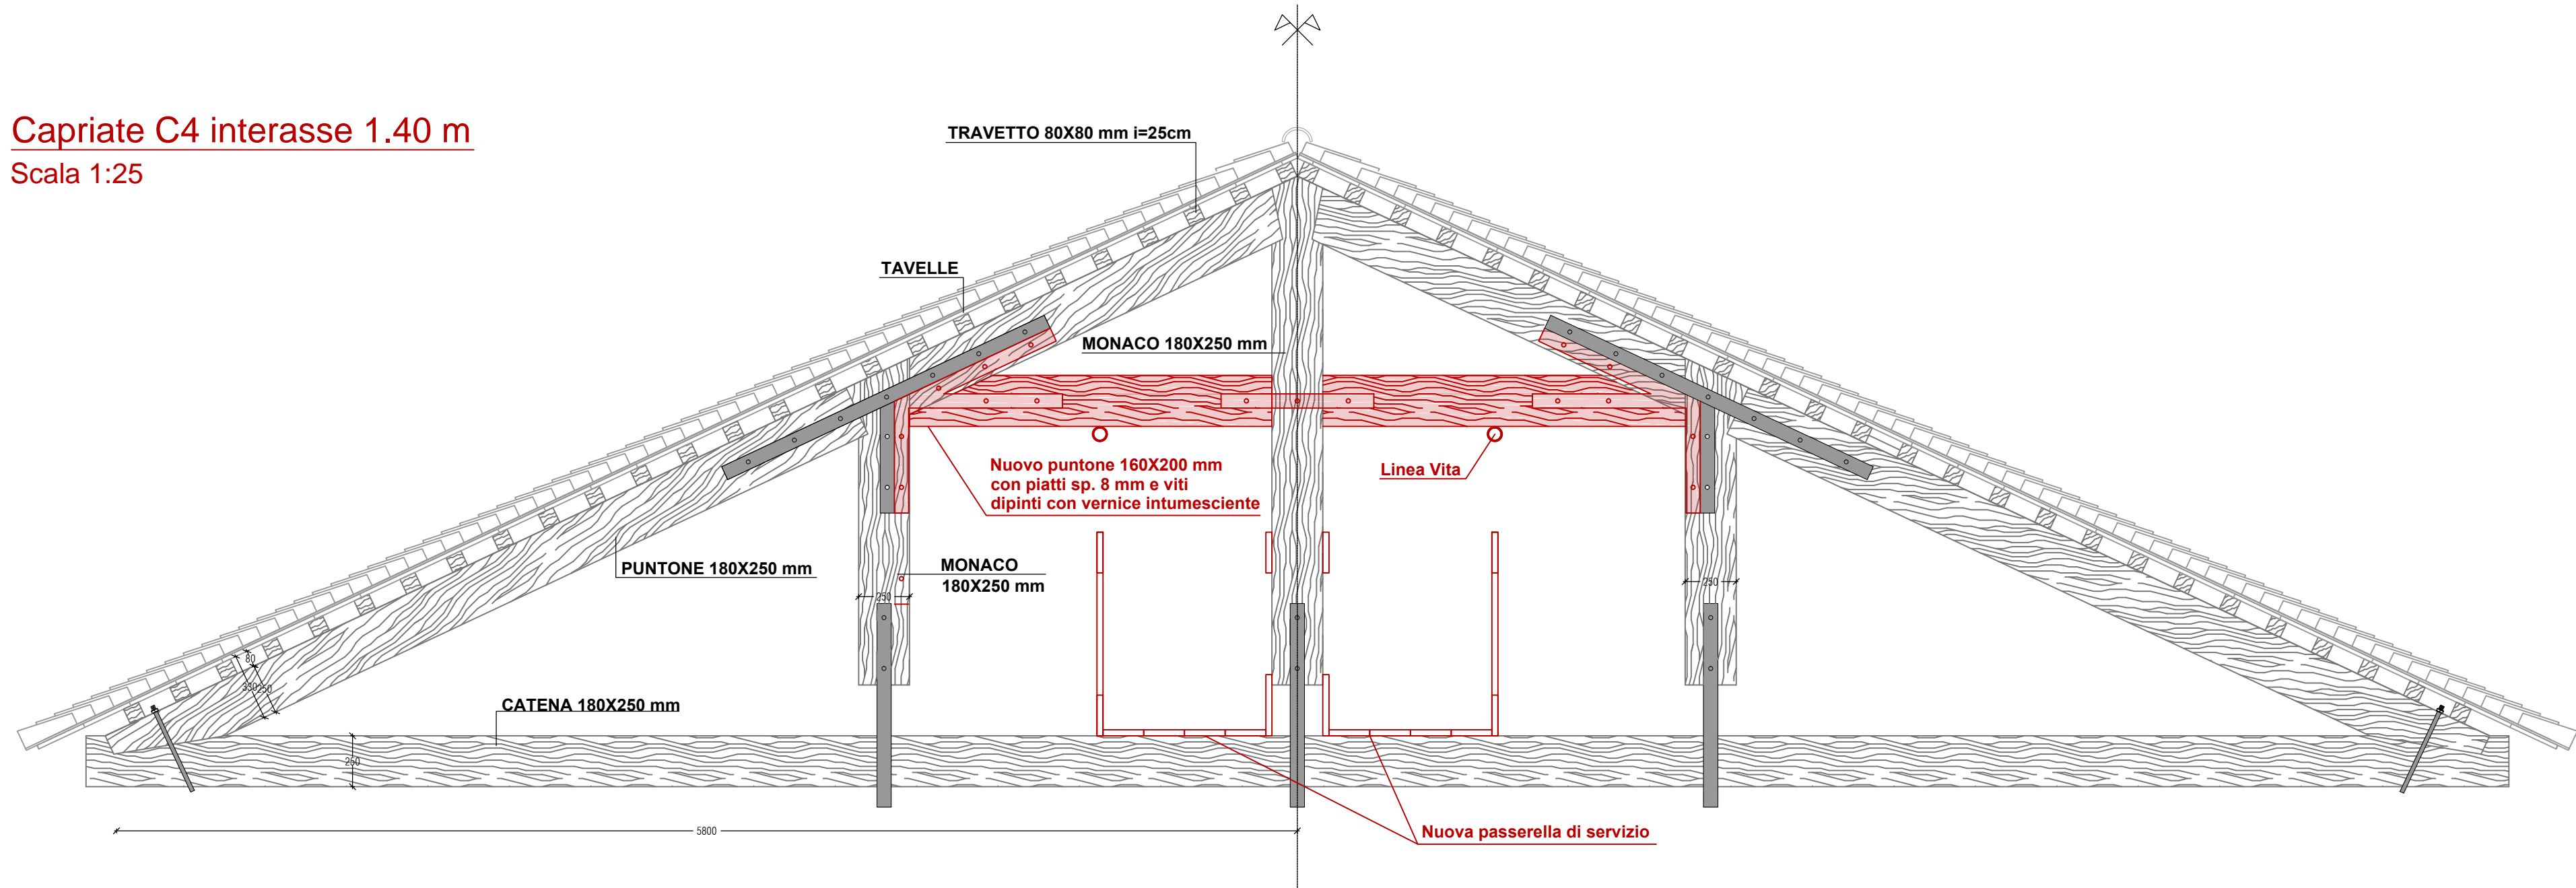 Capriate C4 interasse 1.40 m
Scala 1:25
TRAVETTO 80X80 mm i=25cm
TAVELLE
MONACO 180X250 mm
Nuovo puntone 160X200 mm
con piatti sp. 8 mm e viti
dipinti con vernice intumesciente
Linea Vita
PUNTONE 180X250 mm
MONACO
180X250 mm
250
250
80
330
250
CATENA 180X250 mm
250
5800
Nuova passerella di servizio